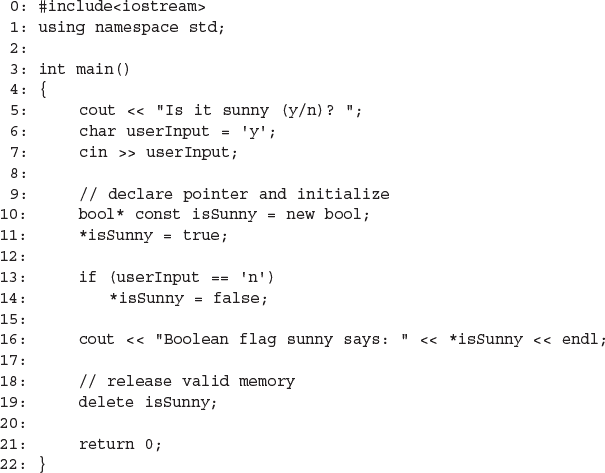 0: #include<iostream>
1: using namespace std;
2:
3: int main()
4: {
5:     cout << "Is it sunny (y/n)? ";
6:     char userInput = 'y';
7:     cin >> userInput;
8:
9:     // declare pointer and initialize
10:     bool* const isSunny = new bool;
11:     *isSunny = true;
12:
13:     if (userInput == 'n')
14:        *isSunny = false;
15:
16:     cout << "Boolean flag sunny says: " << *isSunny << endl;
17:
18:     // release valid memory
19:     delete isSunny;
20:
21:     return 0;
22: }